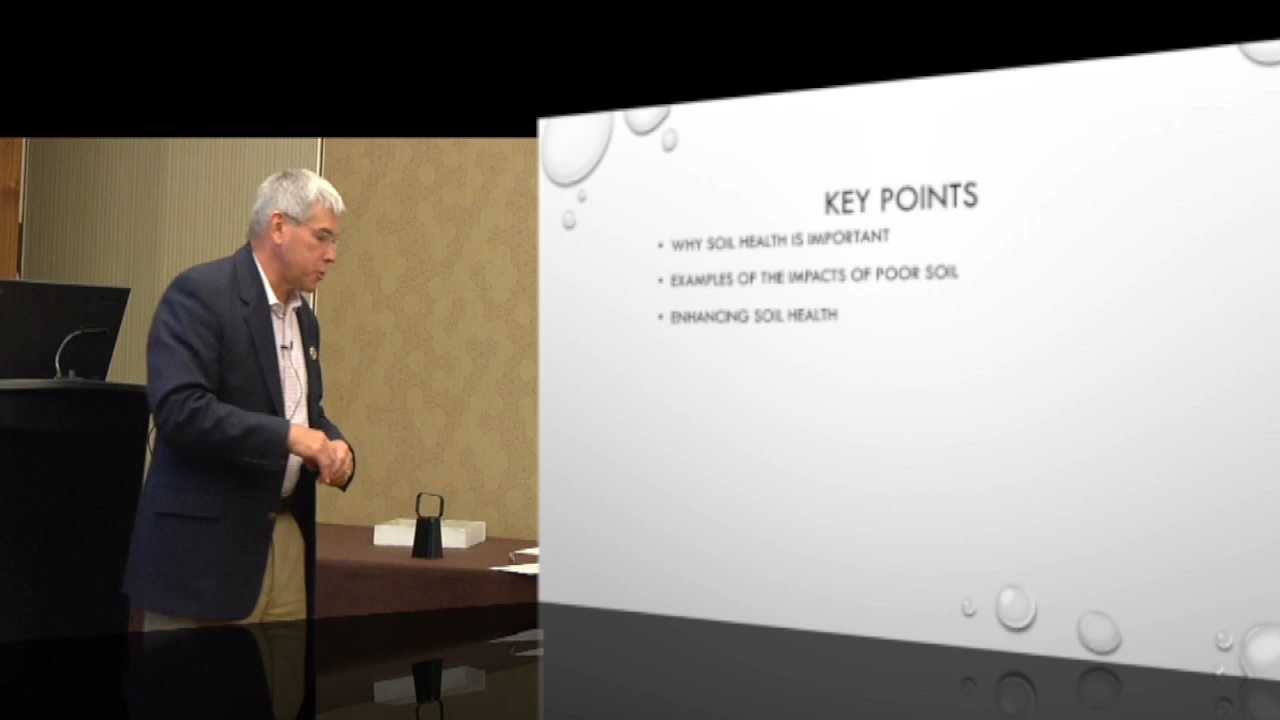 KEY POINTS
• WHY SOIL HEALTH IS IMPORTANT
• EXAMPLES OF THE IMPACTS OF POOR SOIL
• ENHANCING SOIL HEALTH